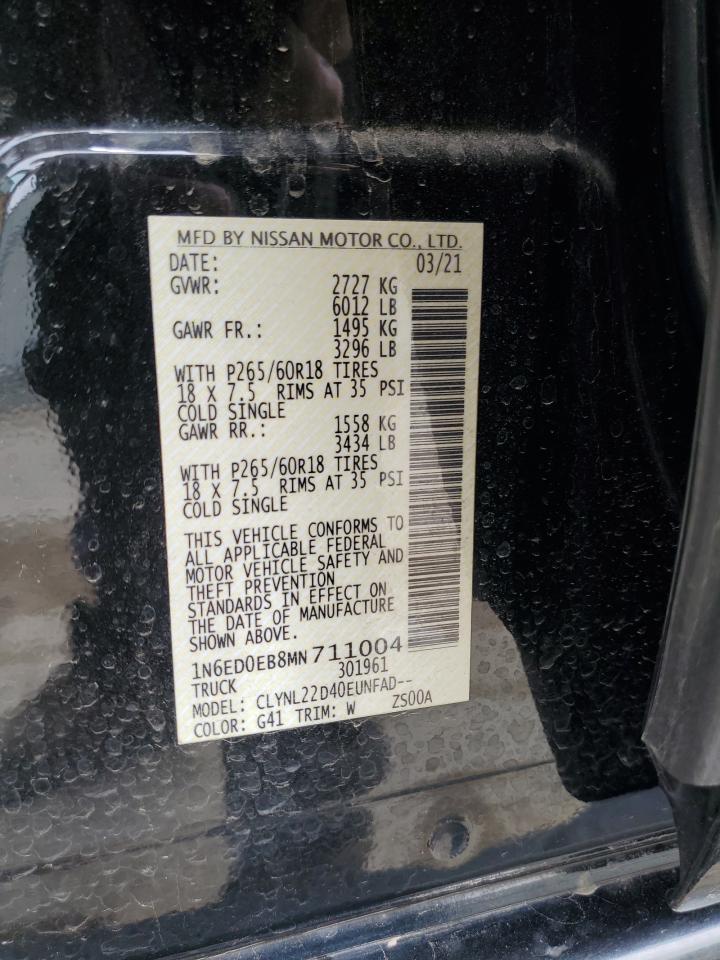 MFD BY NISSAN MOTOR CO., LTD.
DATE: 03/21
GVWR: 2727 KG
6012 LB
GAWR FR.: 1495 KG
3296 LB
WITH P265/60R18 TIRES
18 X 7.5 RIMS AT 35 PSI
COLD SINGLE
GAWR RR.: 1558 KG
3434 LB
WITH P265/60R18 TIRES
18 X 7.5 RIMS AT 35 PSI
COLD SINGLE
THIS VEHICLE CONFORMS TO
ALL APPLICABLE FEDERAL
MOTOR VEHICLE SAFETY AND
THEFT PREVENTION
STANDARDS IN EFFECT ON
THE DATE OF MANUFACTURE
SHOWN ABOVE.
1N6ED0EB8MN 711004
TRUCK 301961
MODEL: CLYNL22D40EUNFAD--
COLOR: G41 TRIM: W ZS00A